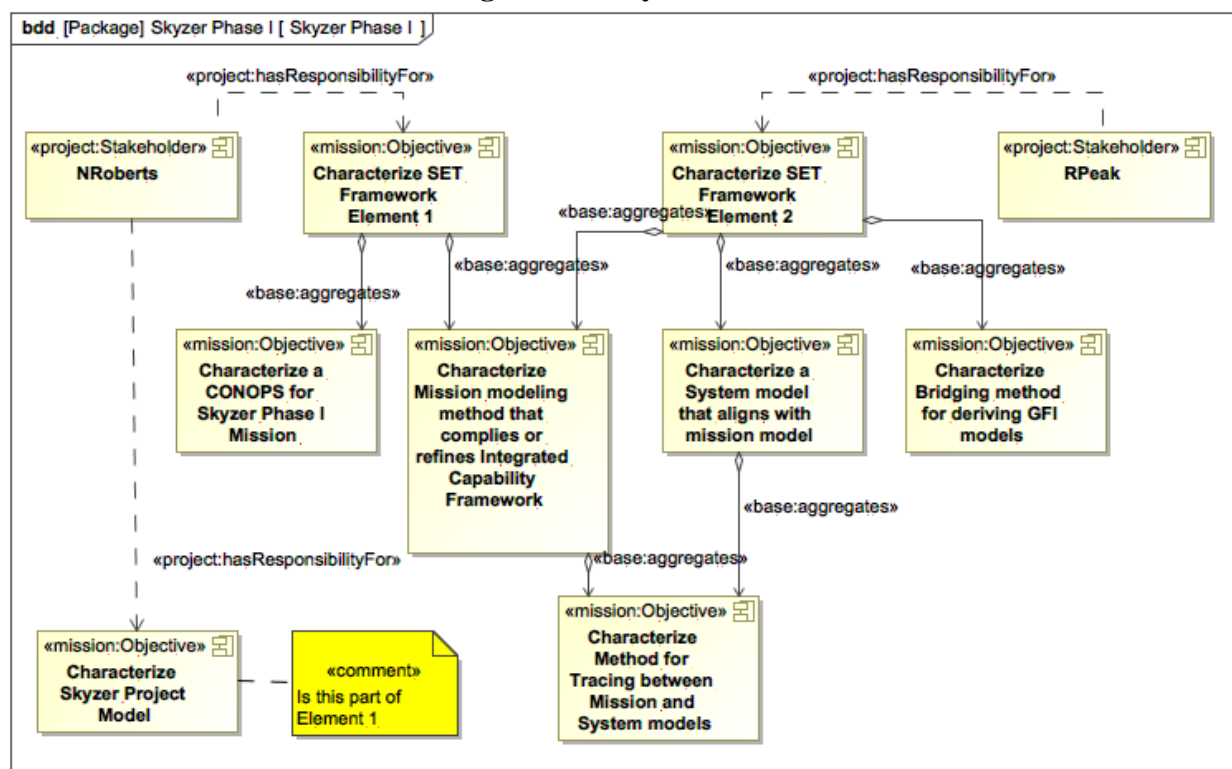 bdd [Package] Skyzer Phase I [ Skyzer Phase I ]
«project:hasResponsibilityFor»
«project:hasResponsibilityFor»
«project:Stakeholder»
NRoberts
«mission:Objective»
Characterize SET
Framework
Element 1
«mission:Objective»
Characterize SET
Framework
Element 2
«project:Stakeholder»
RPeak
«base:aggregates»
«base:aggregates»
«base:aggregates»
«base:aggregates»
«base:aggregates»
«mission:Objective»
Characterize a
CONOPS for
Skyzer Phase I
Mission
«mission:Objective»
Characterize
Mission modeling
method that
complies or
refines Integrated
Capability
Framework
«mission:Objective»
Characterize a
System model
that aligns with
mission model
«mission:Objective»
Characterize
Bridging method
for deriving GFI
models
«base:aggregates»
«project:hasResponsibilityFor»
«base:aggregates»
«mission:Objective»
Characterize
Skyzer Project
Model
«comment»
Is this part of
Element 1
«mission:Objective»
Characterize
Method for
Tracing between
Mission and
System models